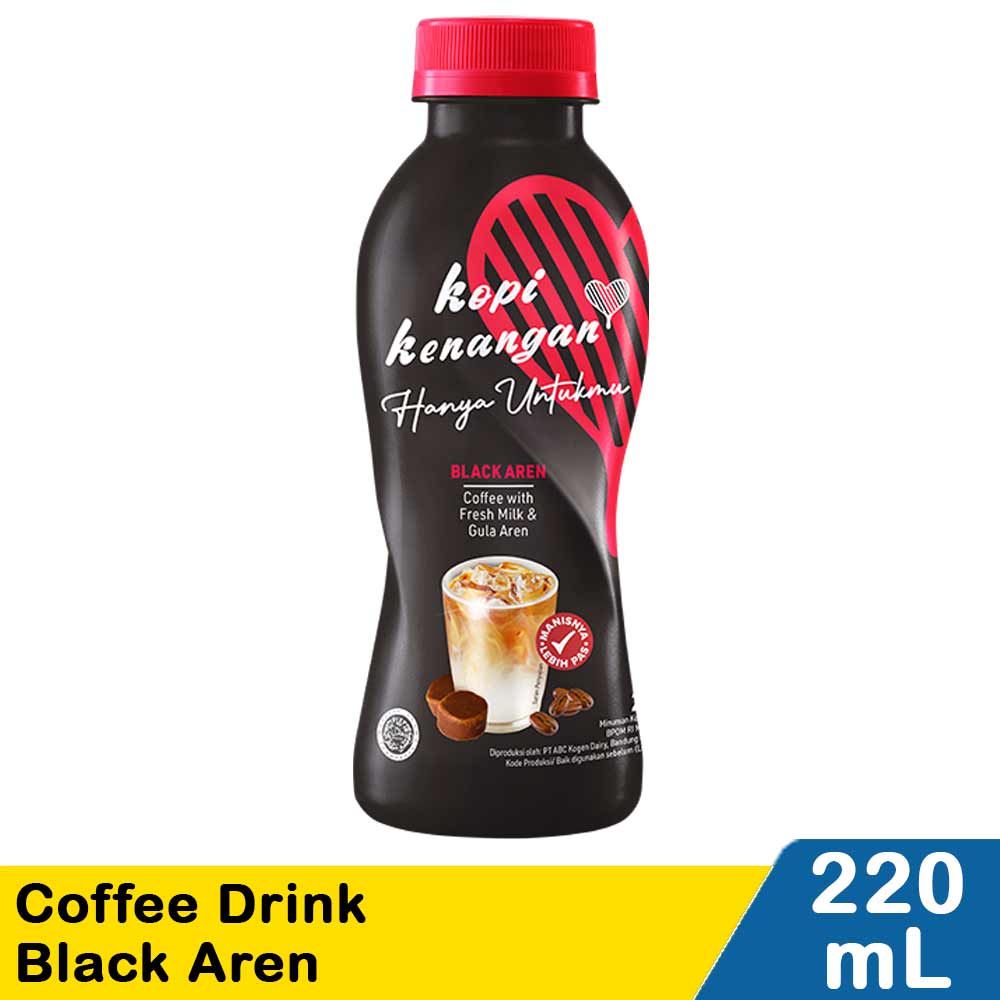 kopi
kenangan
Hanya Untukmu
BLACK AREN
Coffee with
Fresh Milk &
Gula Aren
MANISNYA
LEBIH PAS
Minuman
BPOM RI
Diproduksi oleh: PT ABC Kogen Dairy, Bandung
Kode Produksi/ Baik digunakan sebelum
Coffee Drink
Black Aren
220
mL